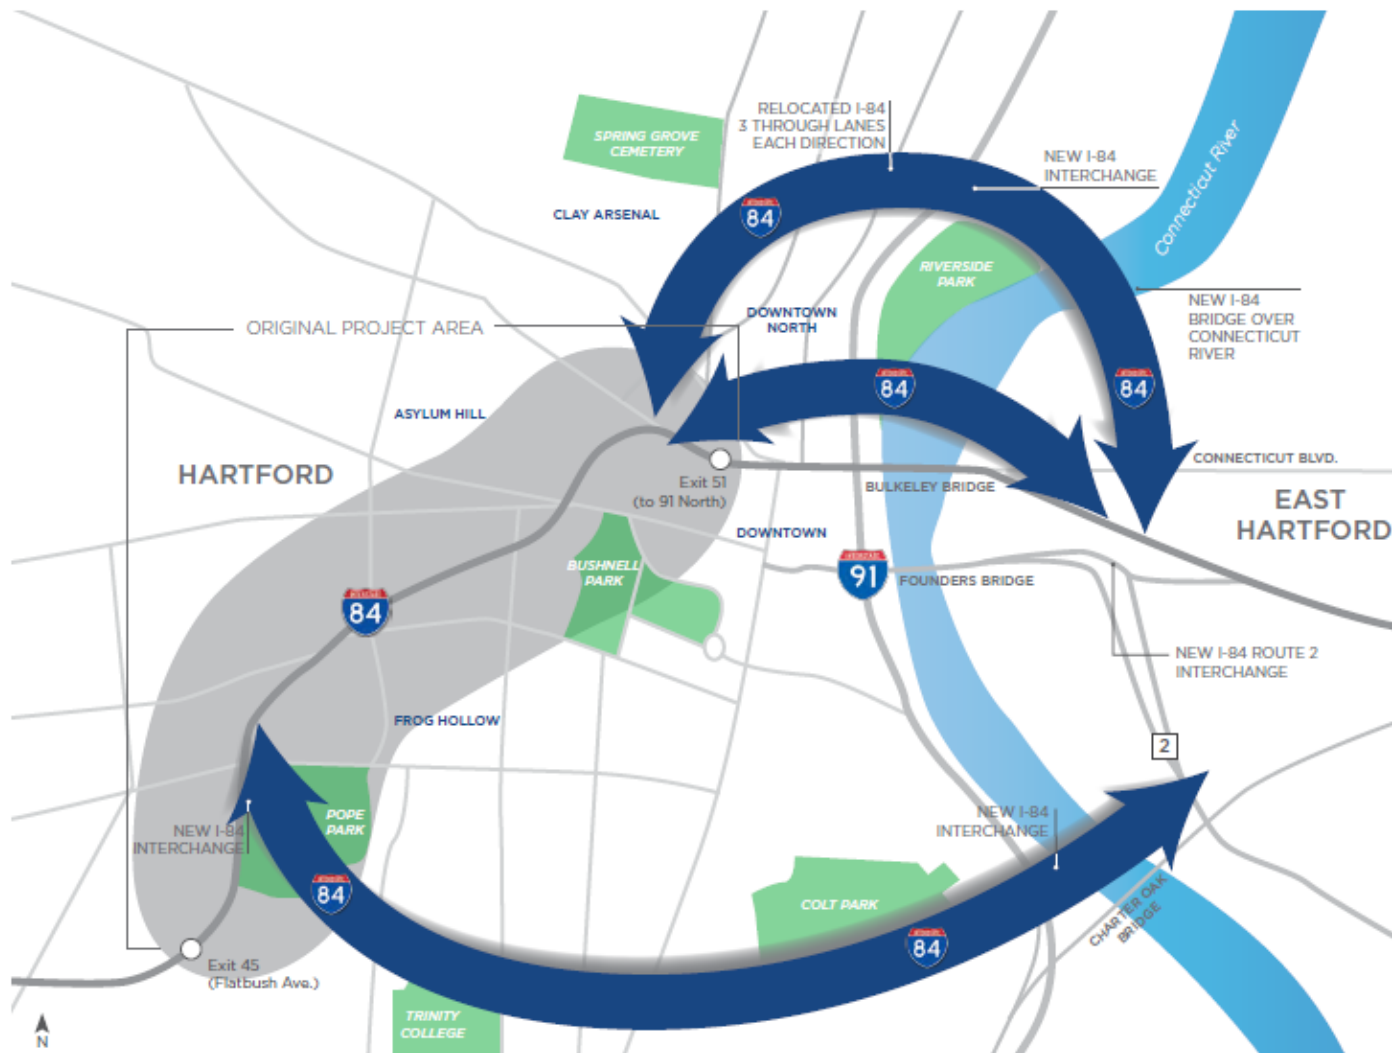 RELOCATED I-84
3 THROUGH LANES
EACH DIRECTION
SPRING GROVE
CEMETERY
NEW I-84
INTERCHANGE
Connecticut River
CLAY ARSENAL
84
84
RIVERSIDE
PARK
NEW I-84
BRIDGE OVER
CONNECTICUT
RIVER
DOWNTOWN
NORTH
ORIGINAL PROJECT AREA
84
84
ASYLUM HILL
HARTFORD
CONNECTICUT BLVD.
Exit 51
(to 91 North)
BULKELEY BRIDGE
EAST
HARTFORD
DOWNTOWN
BUSHNELL
PARK
91
FOUNDERS BRIDGE
84
NEW I-84 ROUTE 2
INTERCHANGE
FROG HOLLOW
2
NEW I-84
INTERCHANGE
POPE
PARK
NEW I-84
INTERCHANGE
84
COLT PARK
CHARTER OAK
BRIDGE
84
Exit 45
(Flatbush Ave.)
TRINITY
COLLEGE
N